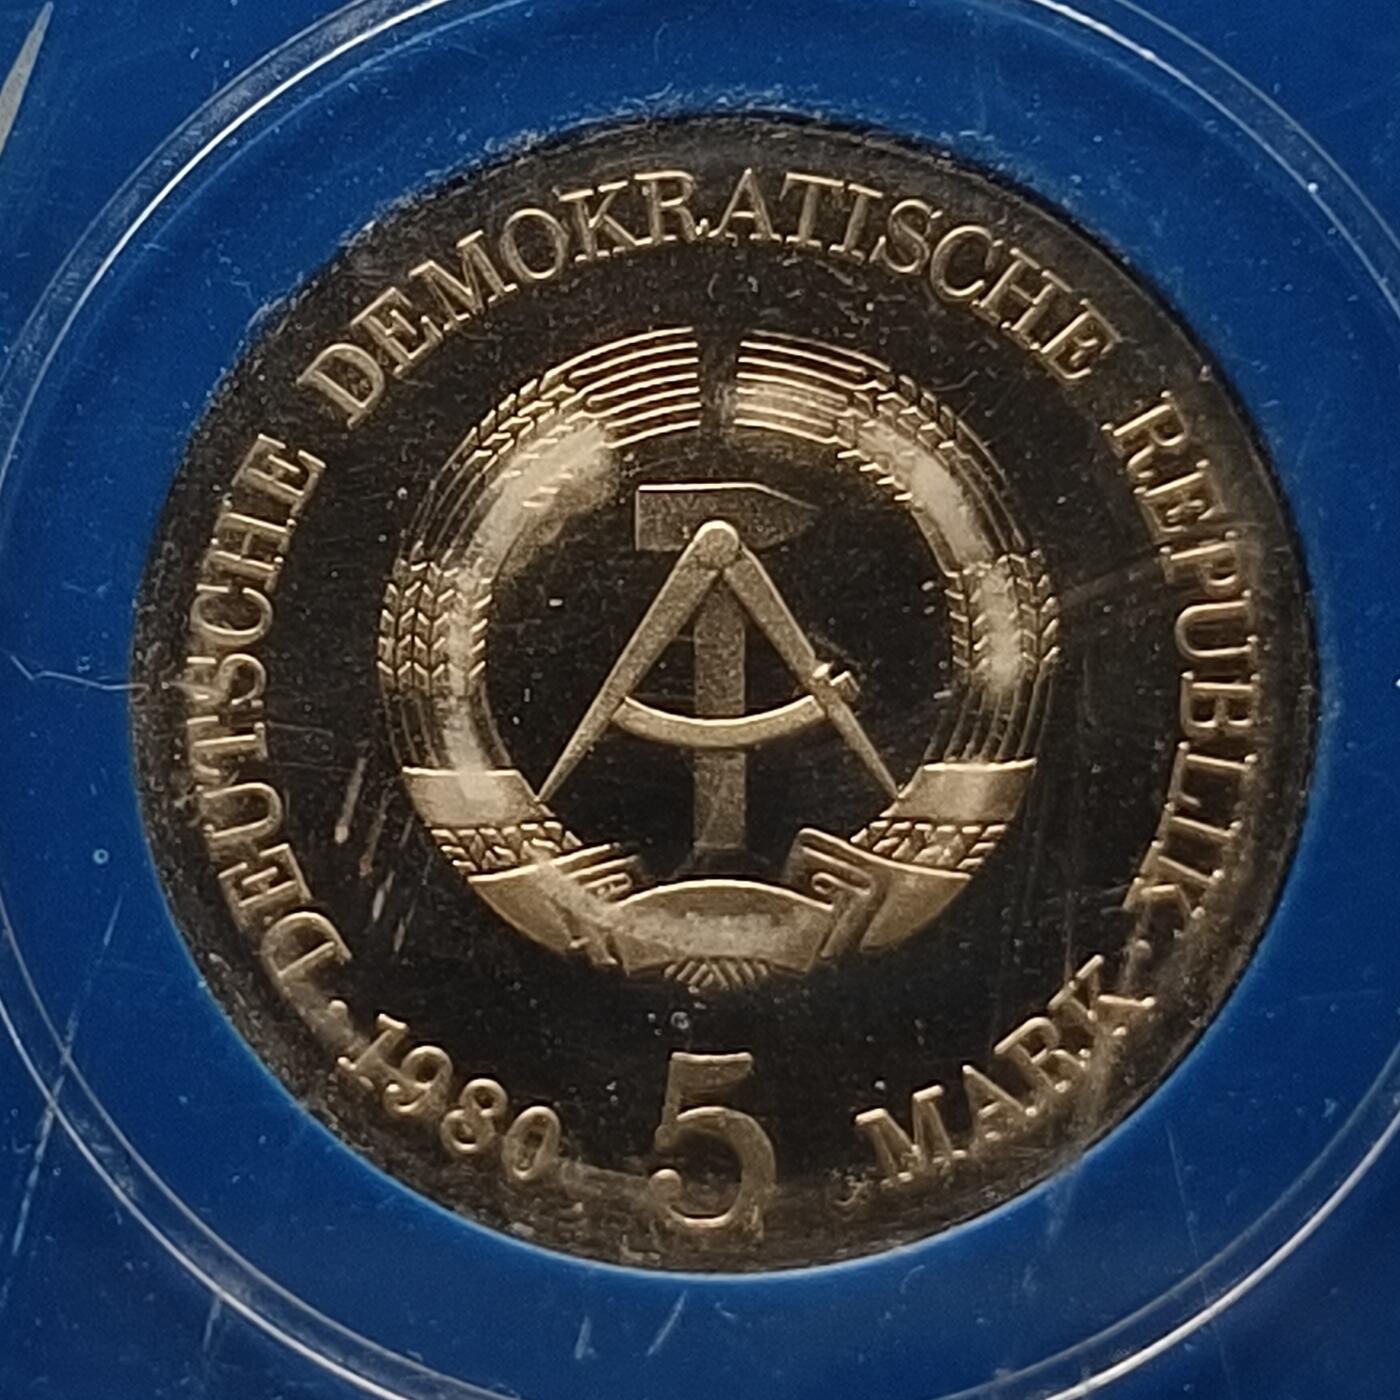 DEUTSCHE DEMOKRATISCHE REPUBLIK
1980
5
MARK